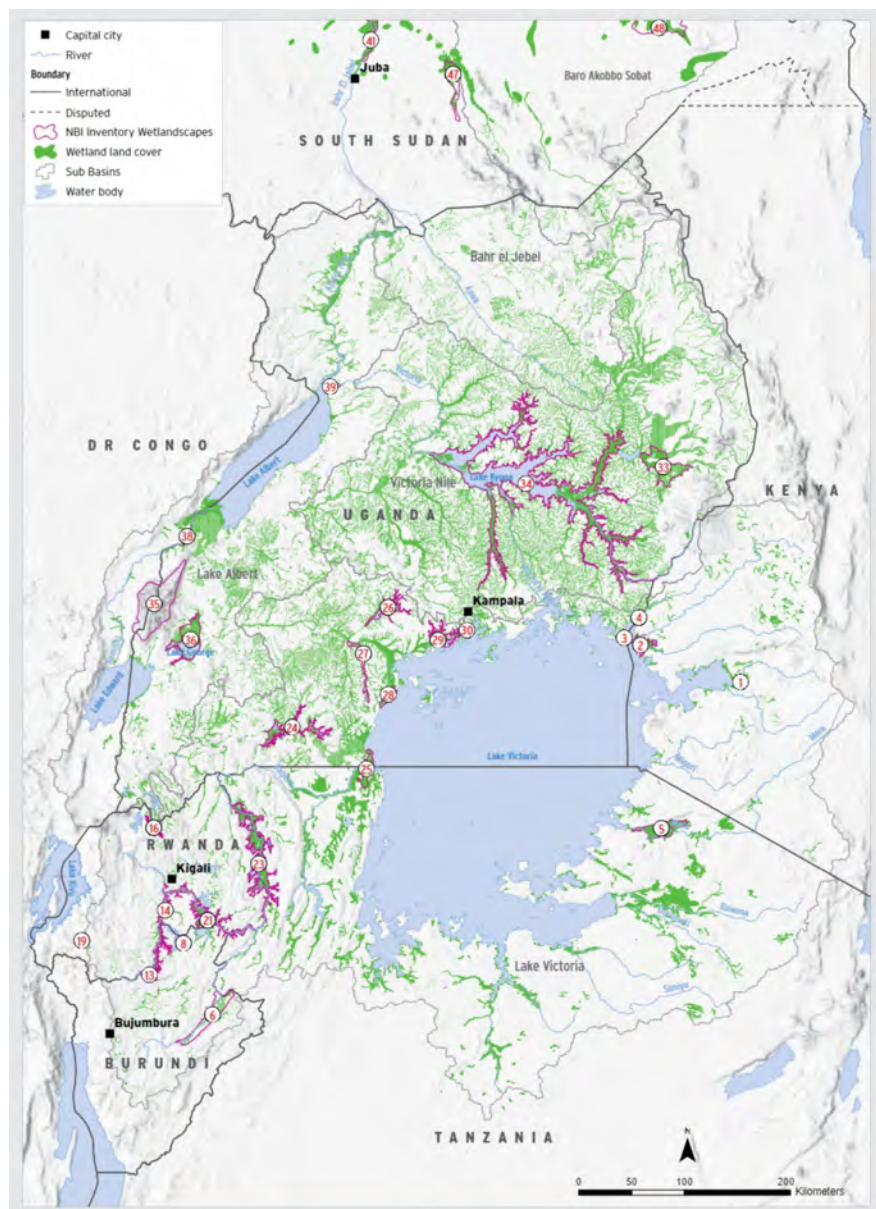 Capital city
River
Boundary
International
Disputed
NBI Inventory Wetlandscapes
Wetland land cover
Sub Basins
Water body
41
48
Juba
47
Baro Akobbo Sobat
SOUTH SUDAN
Bahr el Jebel
Aswa
39
DR CONGO
Lake Albert
33
Victoria Nile
Lake Kyoga
34
KENYA
UGANDA
38
Lake Albert
35
26
Kampala
30
4
36
29
3
2
Lake George
27
1
Lake Edward
28
24
Mara
Lake Victoria
25
16
5
RWANDA
23
Kigali
14
21
8
19
13
Lake Victoria
6
Bujumbura
BURUNDI
TANZANIA
N
0 50 100 200
Kilometers